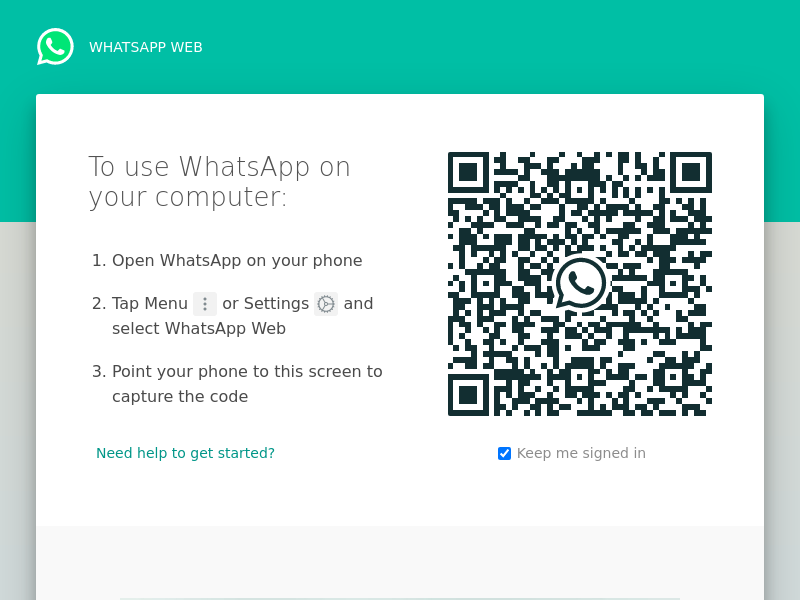 WHATSAPP WEB
To use WhatsApp on
your computer:
1. Open WhatsApp on your phone
2. Tap Menu or Settings and
select WhatsApp Web
3. Point your phone to this screen to
capture the code
Need help to get started?
Keep me signed in